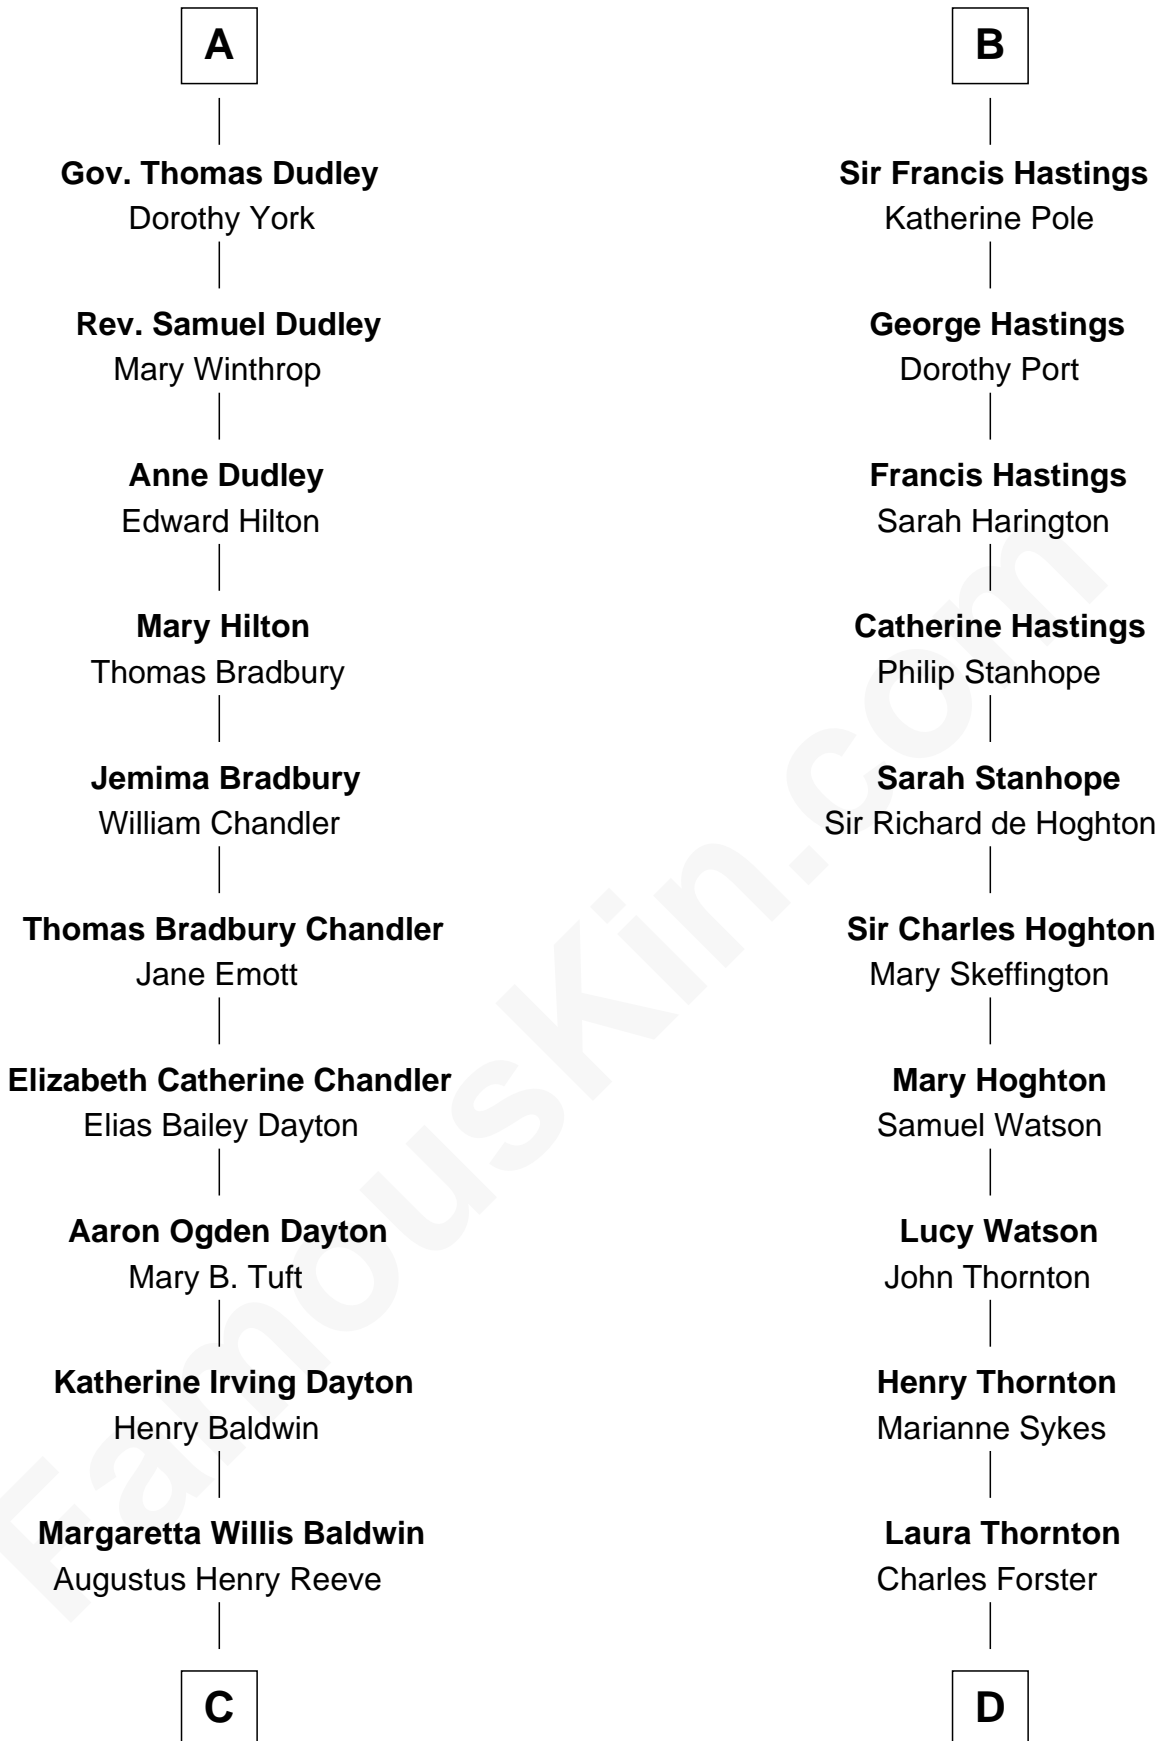 A
Gov. Thomas Dudley
Dorothy York
Rev. Samuel Dudley
Mary Winthrop
Anne Dudley
Edward Hilton
Mary Hilton
Thomas Bradbury
Jemima Bradbury
William Chandler
Thomas Bradbury Chandler
Jane Emott
Elizabeth Catherine Chandler
Elias Bailey Dayton
Aaron Ogden Dayton
Mary B. Tuft
Katherine Irving Dayton
Henry Baldwin
Margaretta Willis Baldwin
Augustus Henry Reeve
C
B
Sir Francis Hastings
Katherine Pole
George Hastings
Dorothy Port
Francis Hastings
Sarah Harington
Catherine Hastings
Philip Stanhope
Sarah Stanhope
Sir Richard de Hoghton
Sir Charles Hoghton
Mary Skeffington
Mary Hoghton
Samuel Watson
Lucy Watson
John Thornton
Henry Thornton
Marianne Sykes
Laura Thornton
Charles Forster
D
FamousKin.com